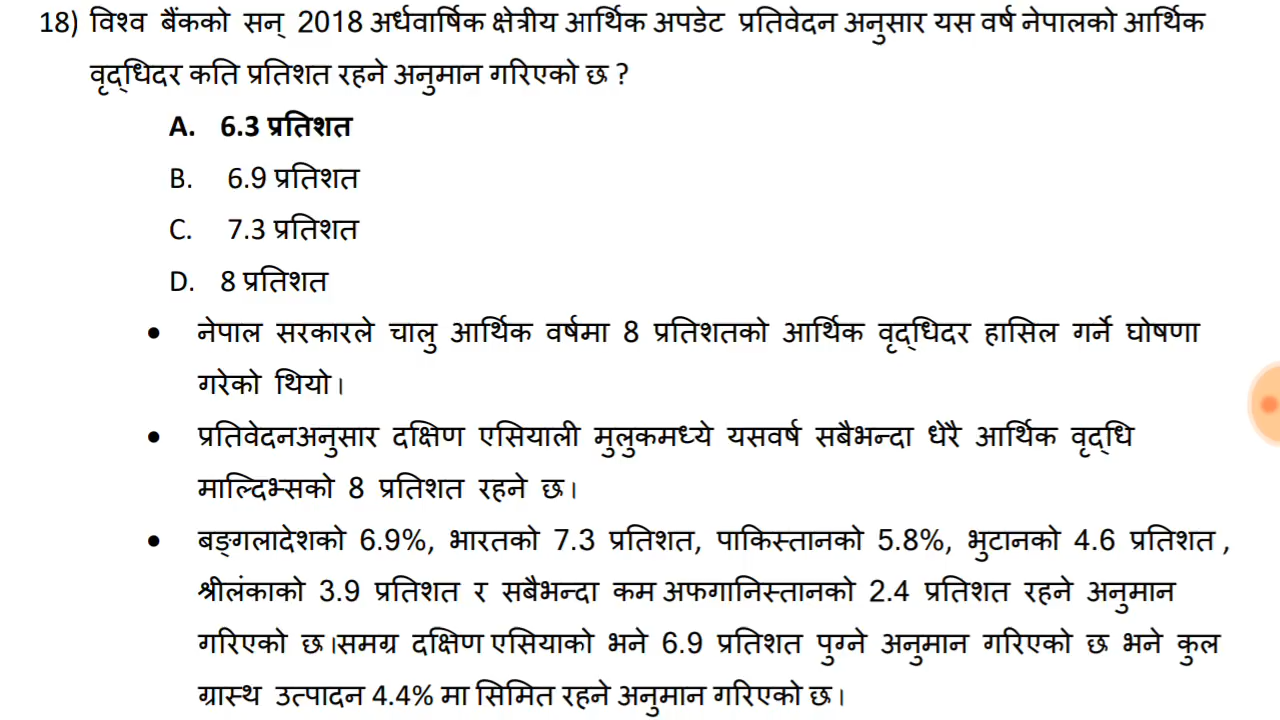 18) विश्व बैंकको सन् 2018 अर्धवार्षिक क्षेत्रीय आर्थिक अपडेट प्रतिवेदन अनुसार यस वर्ष नेपालको आर्थिक
वृद्धिदर कति प्रतिशत रहने अनुमान गरिएको छ ?
A. 6.3 प्रतिशत
B. 6.9 प्रतिशत
C. 7.3 प्रतिशत
D. 8 प्रतिशत
• नेपाल सरकारले चालु आर्थिक वर्षमा 8 प्रतिशतको आर्थिक वृद्धिदर हासिल गर्ने घोषणा
गरेको थियो।
• प्रतिवेदनअनुसार दक्षिण एसियाली मुलुकमध्ये यसवर्ष सबैभन्दा धेरै आर्थिक वृद्धि
माल्दिभ्सको 8 प्रतिशत रहने छ।
• बङ्गलादेशको 6.9%, भारतको 7.3 प्रतिशत, पाकिस्तानको 5.8%, भुटानको 4.6 प्रतिशत ,
श्रीलंकाको 3.9 प्रतिशत र सबैभन्दा कम अफगानिस्तानको 2.4 प्रतिशत रहने अनुमान
गरिएको छ।समग्र दक्षिण एसियाको भने 6.9 प्रतिशत पुग्ने अनुमान गरिएको छ भने कुल
ग्रास्थ उत्पादन 4.4% मा सिमित रहने अनुमान गरिएको छ।